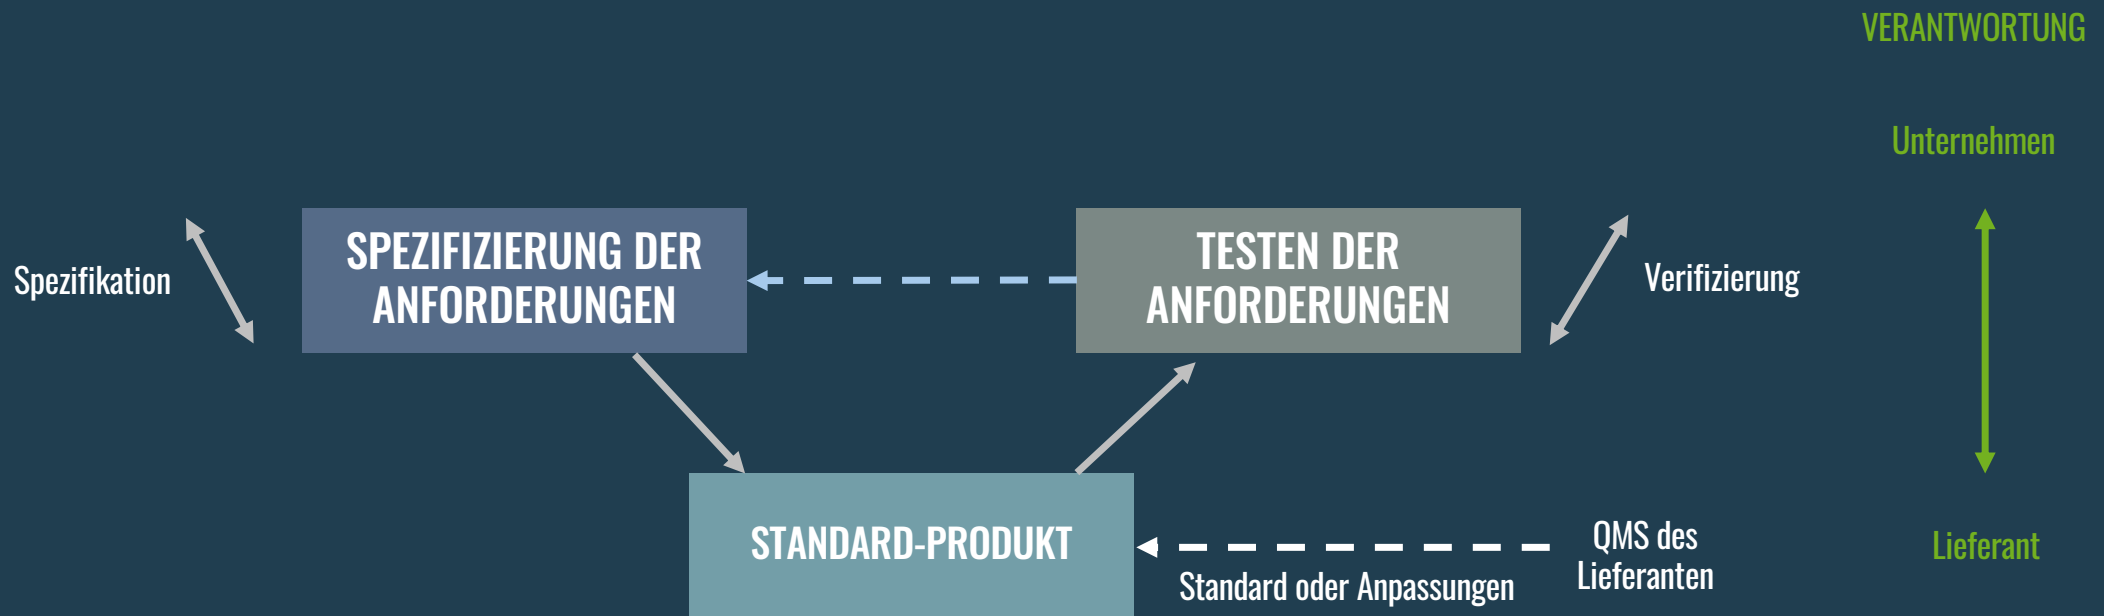 VERANTWORTUNG
Unternehmen
Spezifikation
SPEZIFIZIERUNG DER
ANFORDERUNGEN
TESTEN DER
ANFORDERUNGEN
Verifizierung
STANDARD-PRODUKT
Standard oder Anpassungen
QMS des
Lieferanten
Lieferant